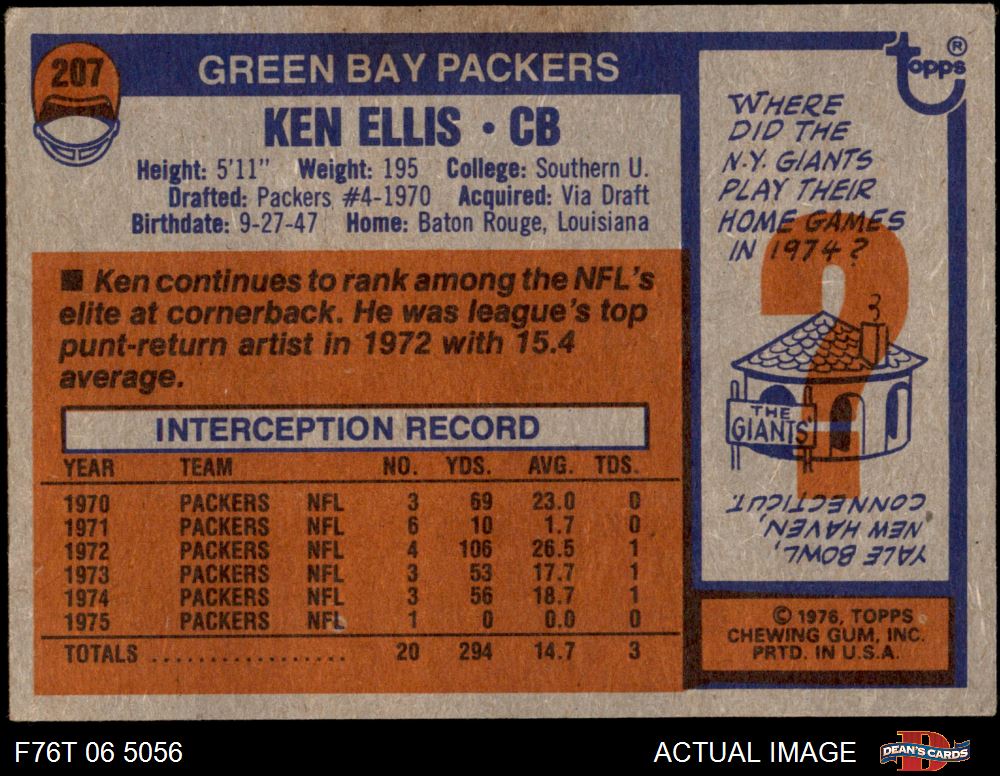 207
GREEN BAY PACKERS
KEN ELLIS • CB
Height: 5'11" Weight: 195 College: Southern U.
Drafted: Packers #4-1970 Acquired: Via Draft
Birthdate: 9-27-47 Home: Baton Rouge, Louisiana
■ Ken continues to rank among the NFL's
elite at cornerback. He was league's top
punt-return artist in 1972 with 15.4
average.
INTERCEPTION RECORD
YEAR TEAM NO. YDS. AVG. TDS.
1970 PACKERS NFL 3 69 23.0 0
1971 PACKERS NFL 6 10 1.7 0
1972 PACKERS NFL 4 106 26.5 1
1973 PACKERS NFL 3 53 17.7 1
1974 PACKERS NFL 3 56 18.7 1
1975 PACKERS NFL 1 0 0.0 0
TOTALS .................. 20 294 14.7 3
topps ®
WHERE
DID THE
N.Y. GIANTS
PLAY THEIR
HOME GAMES
IN 1974?
?
3
THE
GIANTS
YALE BOWL,
NEW HAVEN,
CONNECTICUT.
© 1976, TOPPS
CHEWING GUM, INC.
PRTD. IN U.S.A.
F76T 06 5056
ACTUAL IMAGE
D
DEAN'S CARDS